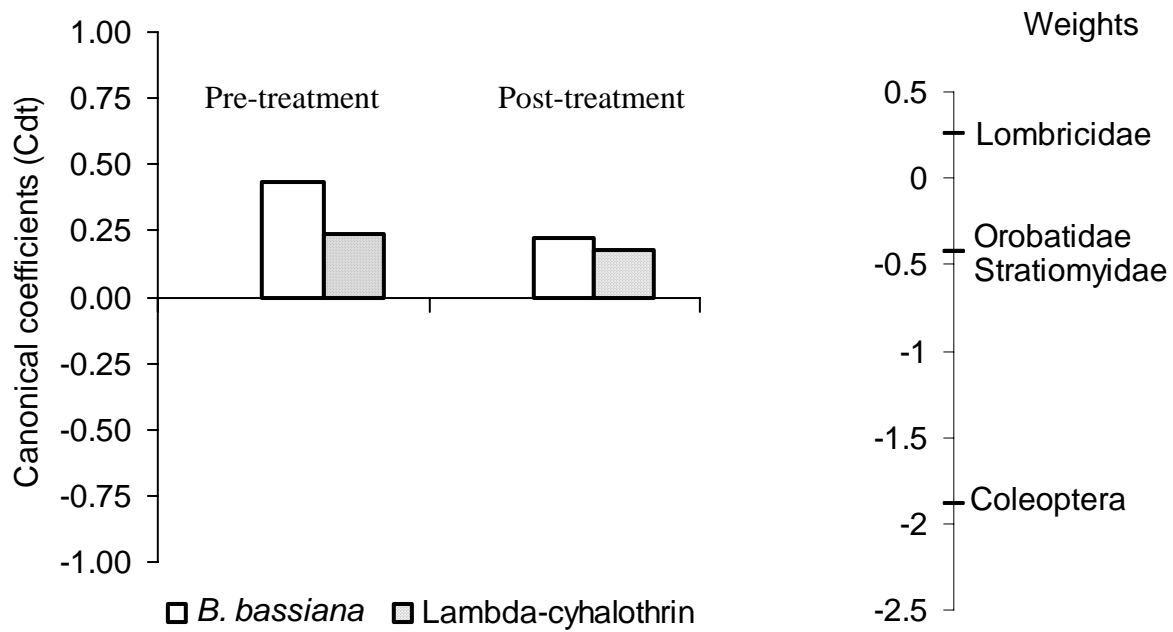 Canonical coefficients (Cdt)
1.00
0.75
0.50
0.25
0.00
-0.25
-0.50
-0.75
-1.00
Pre-treatment
Post-treatment
B. bassiana
Lambda-cyhalothrin
Weights
0.5
Lombricidae
0
Orobatidae
-0.5
Stratiomyidae
-1
-1.5
Coleoptera
-2
-2.5